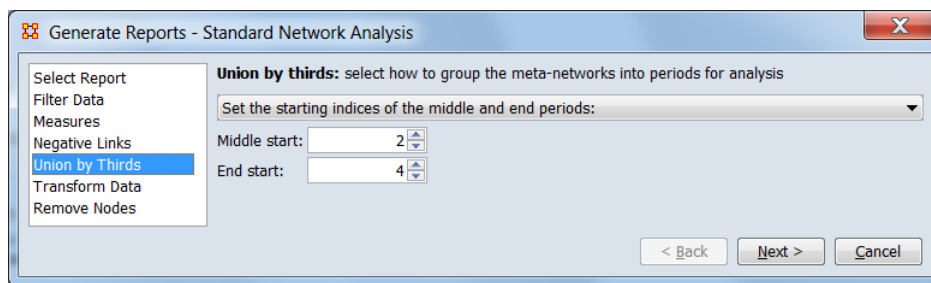 Generate Reports - Standard Network Analysis
Select Report
Filter Data
Measures
Negative Links
Union by Thirds
Transform Data
Remove Nodes
Union by thirds: select how to group the meta-networks into periods for analysis
Set the starting indices of the middle and end periods:
Middle start: 2
End start: 4
< Back Next > Cancel